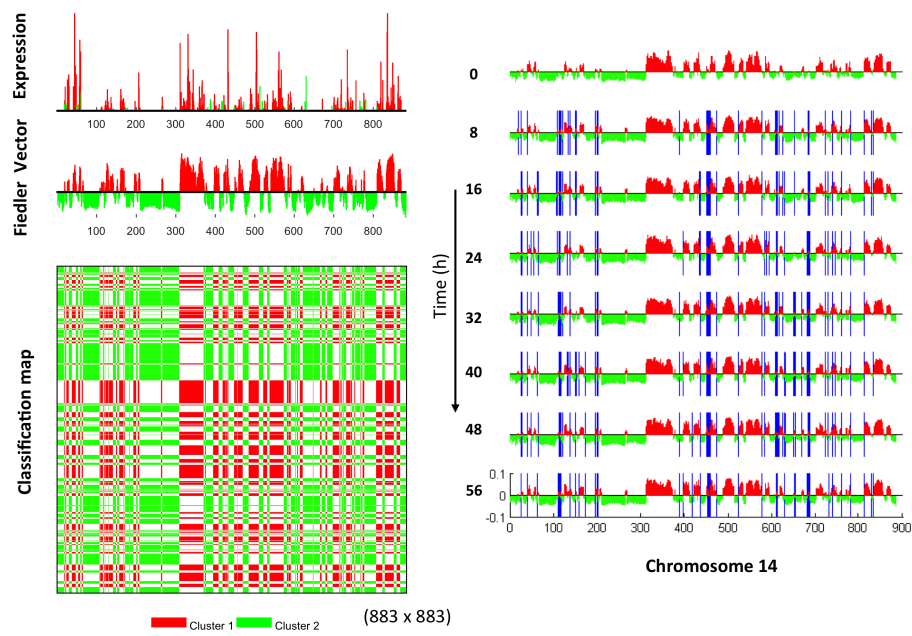 Expression
100 200 300 400 500 600 700 800
Fiedler Vector
100 200 300 400 500 600 700 800
Classification map
Cluster 1 Cluster 2
(883 x 883)
Time (h)
0
8
16
24
32
40
48
56
0.1
0
-0.1
0 100 200 300 400 500 600 700 800 900
Chromosome 14